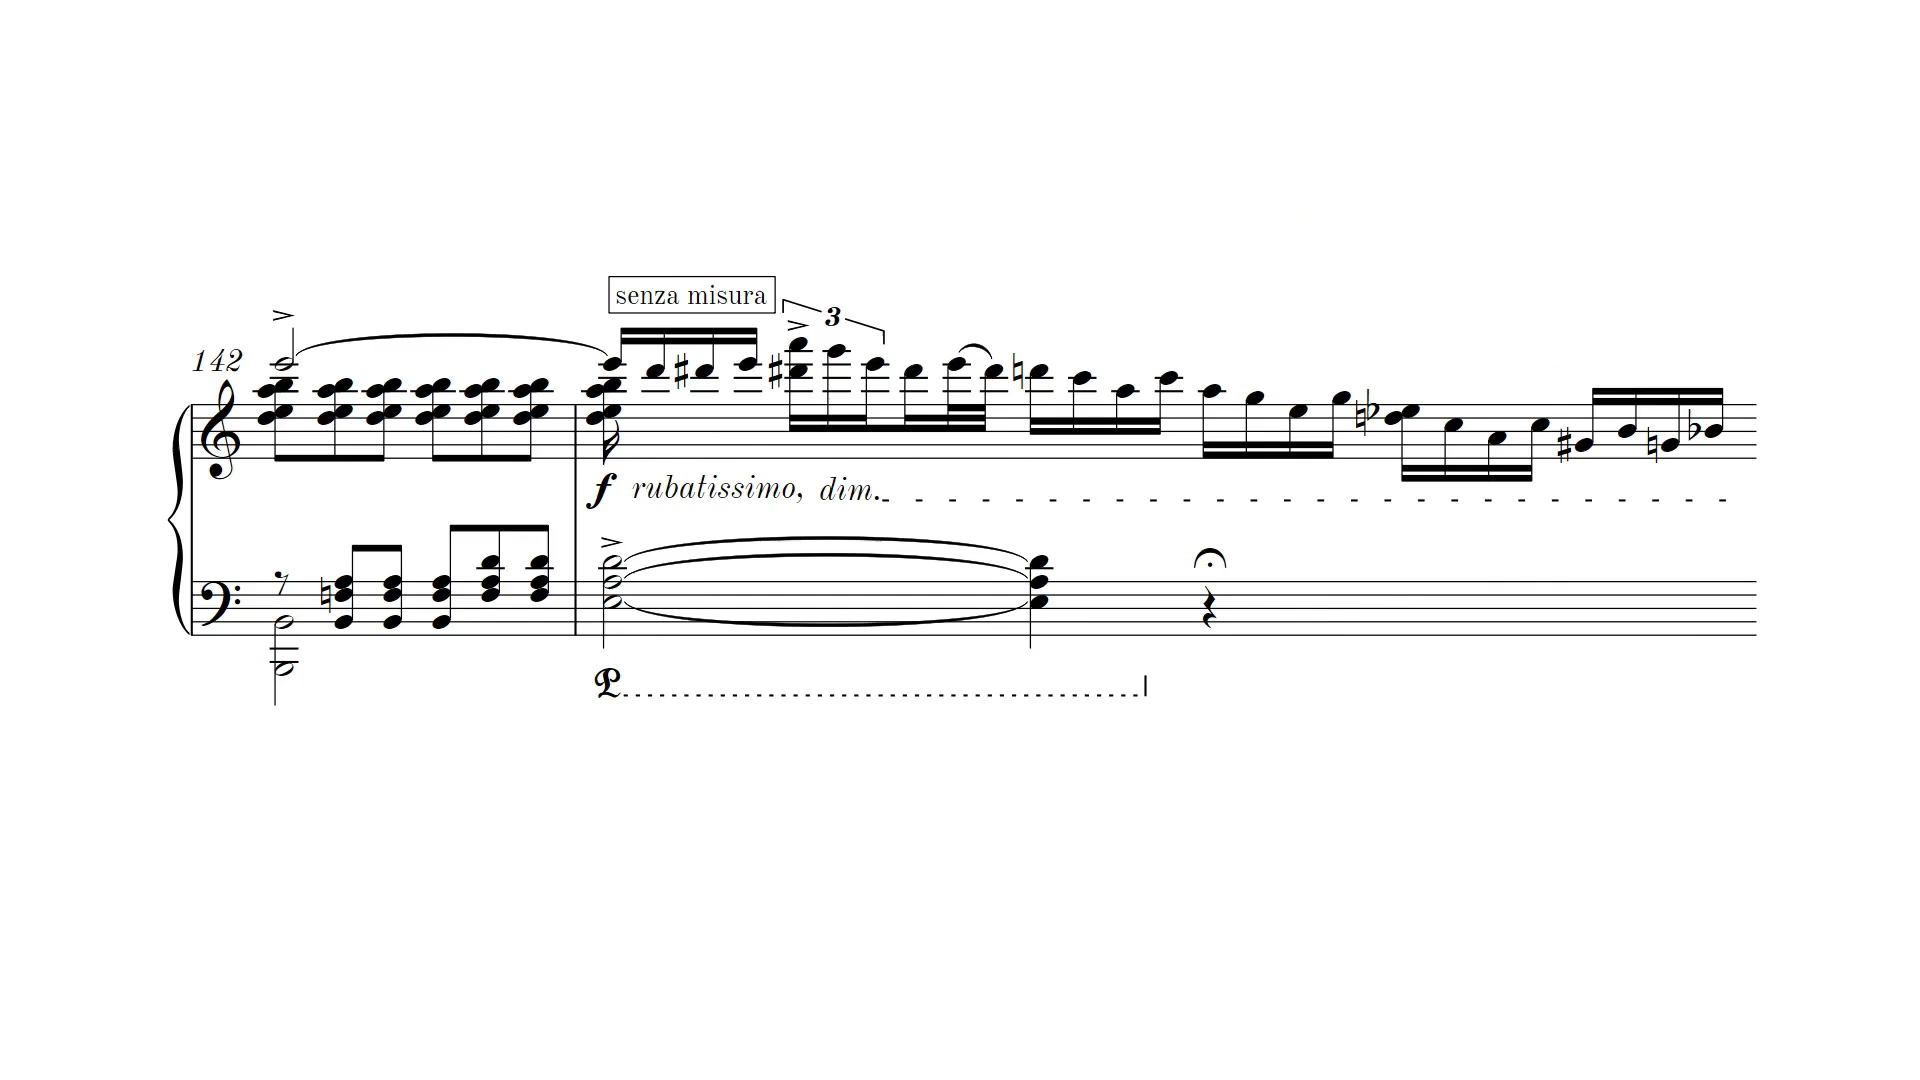 senza misura
3
142
f rubatissimo, dim.